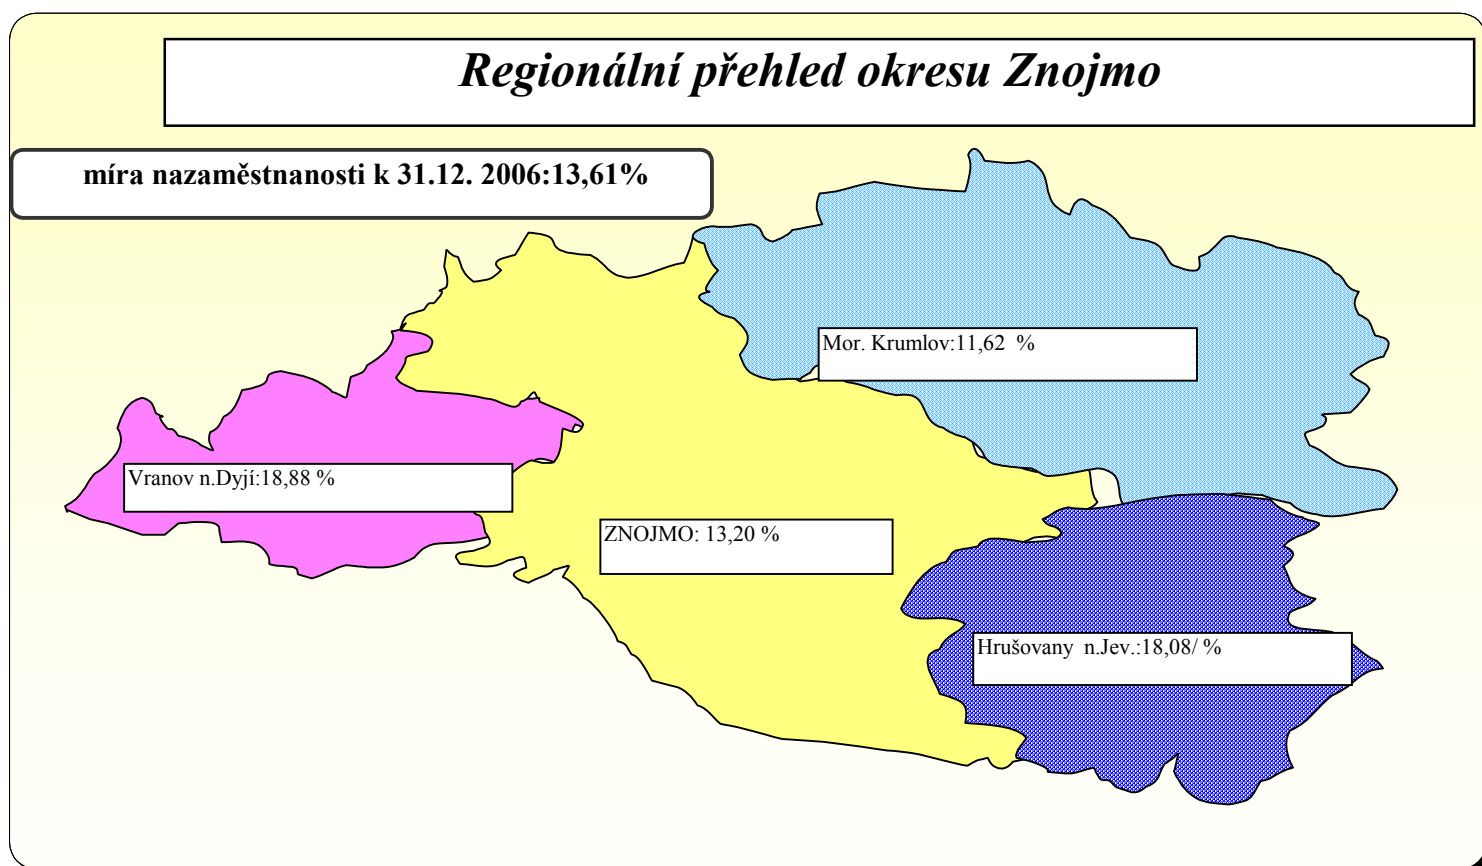 Regionální přehled okresu Znojmo
míra nazaměstnanosti k 31.12. 2006:13,61%
Mor. Krumlov:11,62 %
Vranov n.Dyjí:18,88 %
ZNOJMO: 13,20 %
Hrušovany n.Jev.:18,08/ %